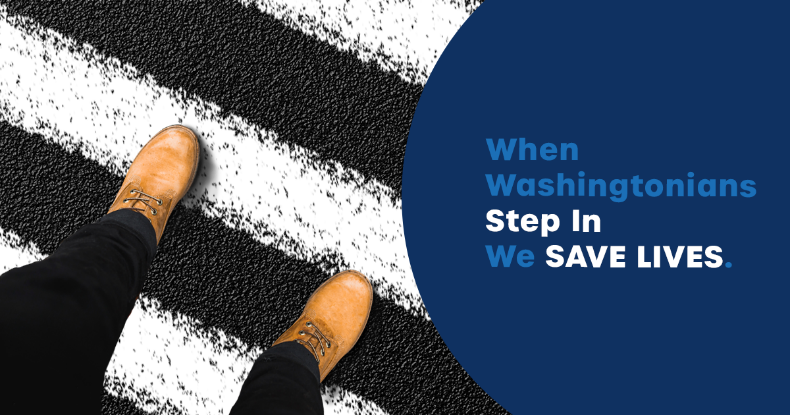 When
Washingtonians
Step In
We SAVE LIVES.